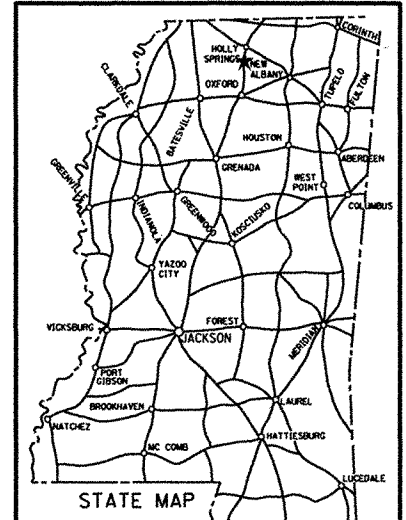 CORINTH
HOLLY
SPRINGS
NEW
ALBANY
CLARKDALE
OXFORD
TUPELO
FULTON
BATESVILLE
HOUSTON
GRENADA
ABERDEEN
GREENVILLE
WEST
POINT
COLUMBUS
INDIANOLA
GREENWOOD
KOSCIUSKO
YAZOO
CITY
VICKSBURG
FOREST
JACKSON
MERIDIAN
PORT
GIBSON
BROOKHAVEN
LAUREL
NATCHEZ
HATTIESBURG
MC COMB
LUCEDALE
STATE MAP